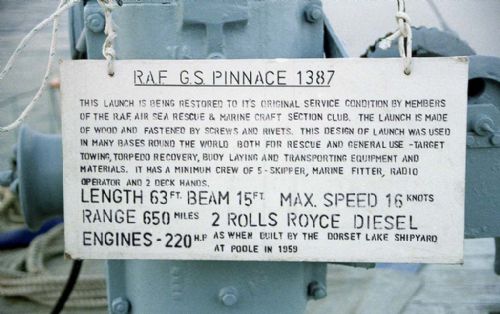 R.A.F. G.S. PINNACE 1387
THIS LAUNCH IS BEING RESTORED TO IT'S ORIGINAL SERVICE CONDITION BY MEMBERS
OF THE R.A.F. AIR SEA RESCUE & MARINE CRAFT SECTION CLUB. THE LAUNCH IS MADE
OF WOOD AND FASTENED BY SCREWS AND RIVETS. THIS DESIGN OF LAUNCH WAS USED
IN MANY BASES ROUND THE WORLD BOTH FOR RESCUE AND GENERAL USE -TARGET
TOWING, TORPEDO RECOVERY, BUOY LAYING AND TRANSPORTING EQUIPMENT AND
MATERIALS. IT HAS A MINIMUM CREW OF 5 - SKIPPER, MARINE FITTER, RADIO
OPERATOR AND 2 DECK HANDS.
LENGTH 63FT. BEAM 15FT. MAX. SPEED 16 KNOTS
RANGE 650 MILES 2 ROLLS ROYCE DIESEL
ENGINES - 220 H.P AS WHEN BUILT BY THE DORSET LAKE SHIPYARD
AT POOLE IN 1959